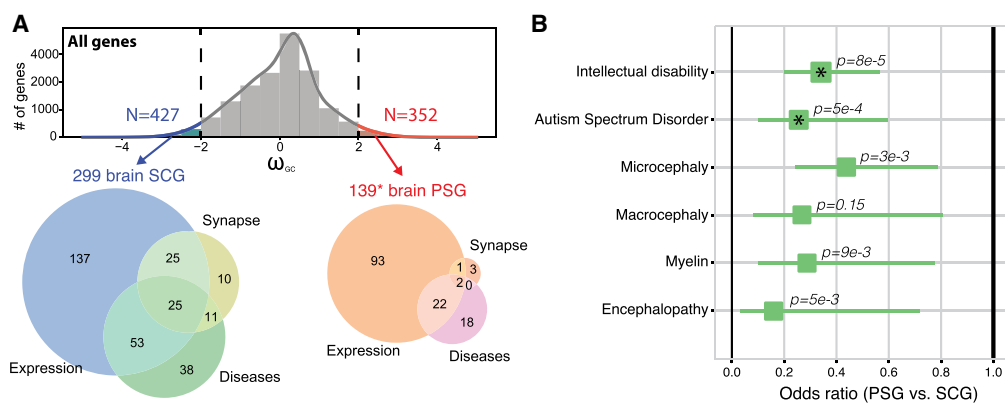 A
All genes
# of genes
4000
2000
1000
0
N=427
N=352
−4
−2
0
2
4
ωGC
299 brain SCG
139* brain PSG
Synapse
137
25
10
25
11
53
38
Expression
Diseases
Synapse
93
1
3
2
0
22
18
Expression
Diseases
B
Intellectual disability
p=8e-5
*
Autism Spectrum Disorder
p=5e-4
*
Microcephaly
p=3e-3
Macrocephaly
p=0.15
Myelin
p=9e-3
Encephalopathy
p=5e-3
0.0
0.2
0.4
0.6
0.8
1.0
Odds ratio (PSG vs. SCG)